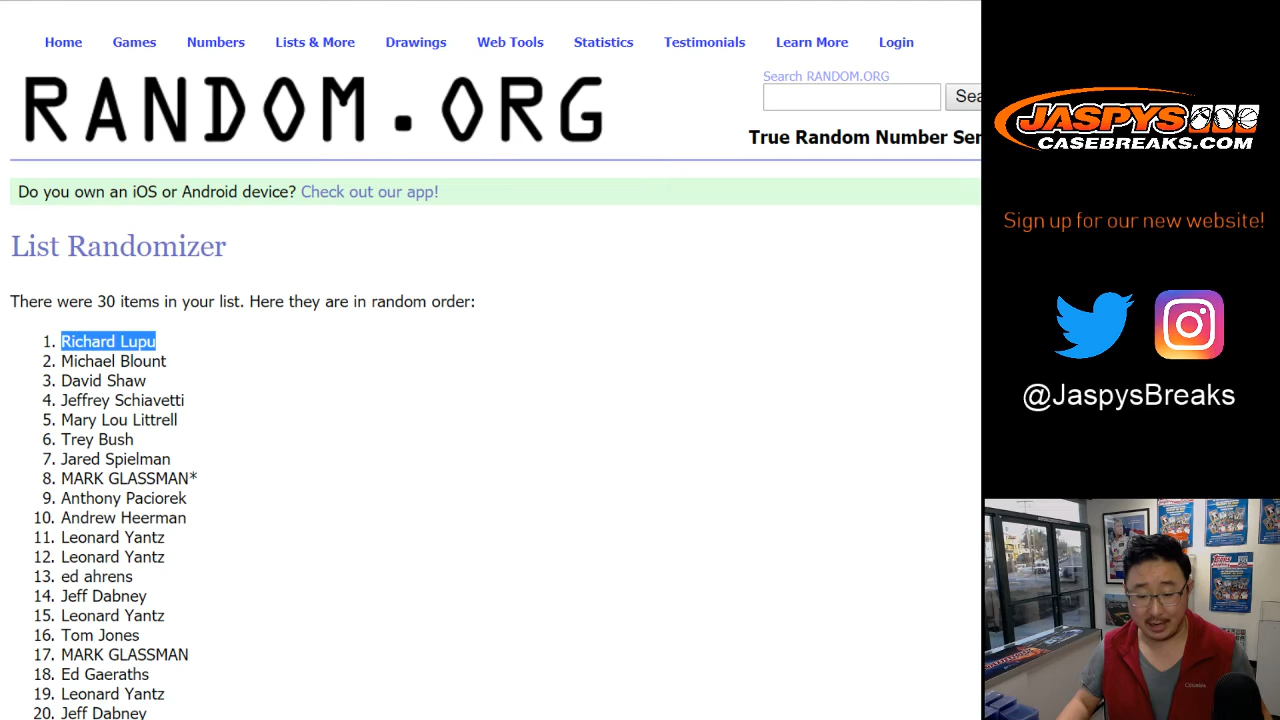 Home Games Numbers Lists & More Drawings Web Tools Statistics Testimonials Learn More Login
RANDOM.ORG
Search RANDOM.ORG
Sea
True Random Number Ser
Do you own an iOS or Android device? Check out our app!
List Randomizer
There were 30 items in your list. Here they are in random order:
1. Richard Lupu
2. Michael Blount
3. David Shaw
4. Jeffrey Schiavetti
5. Mary Lou Littrell
6. Trey Bush
7. Jared Spielman
8. MARK GLASSMAN*
9. Anthony Paciorek
10. Andrew Heerman
11. Leonard Yantz
12. Leonard Yantz
13. ed ahrens
14. Jeff Dabney
15. Leonard Yantz
16. Tom Jones
17. MARK GLASSMAN
18. Ed Gaeraths
19. Leonard Yantz
20. Jeff Dabney
JASPYS
CASEBREAKS.COM
Sign up for our new website!
@JaspysBreaks